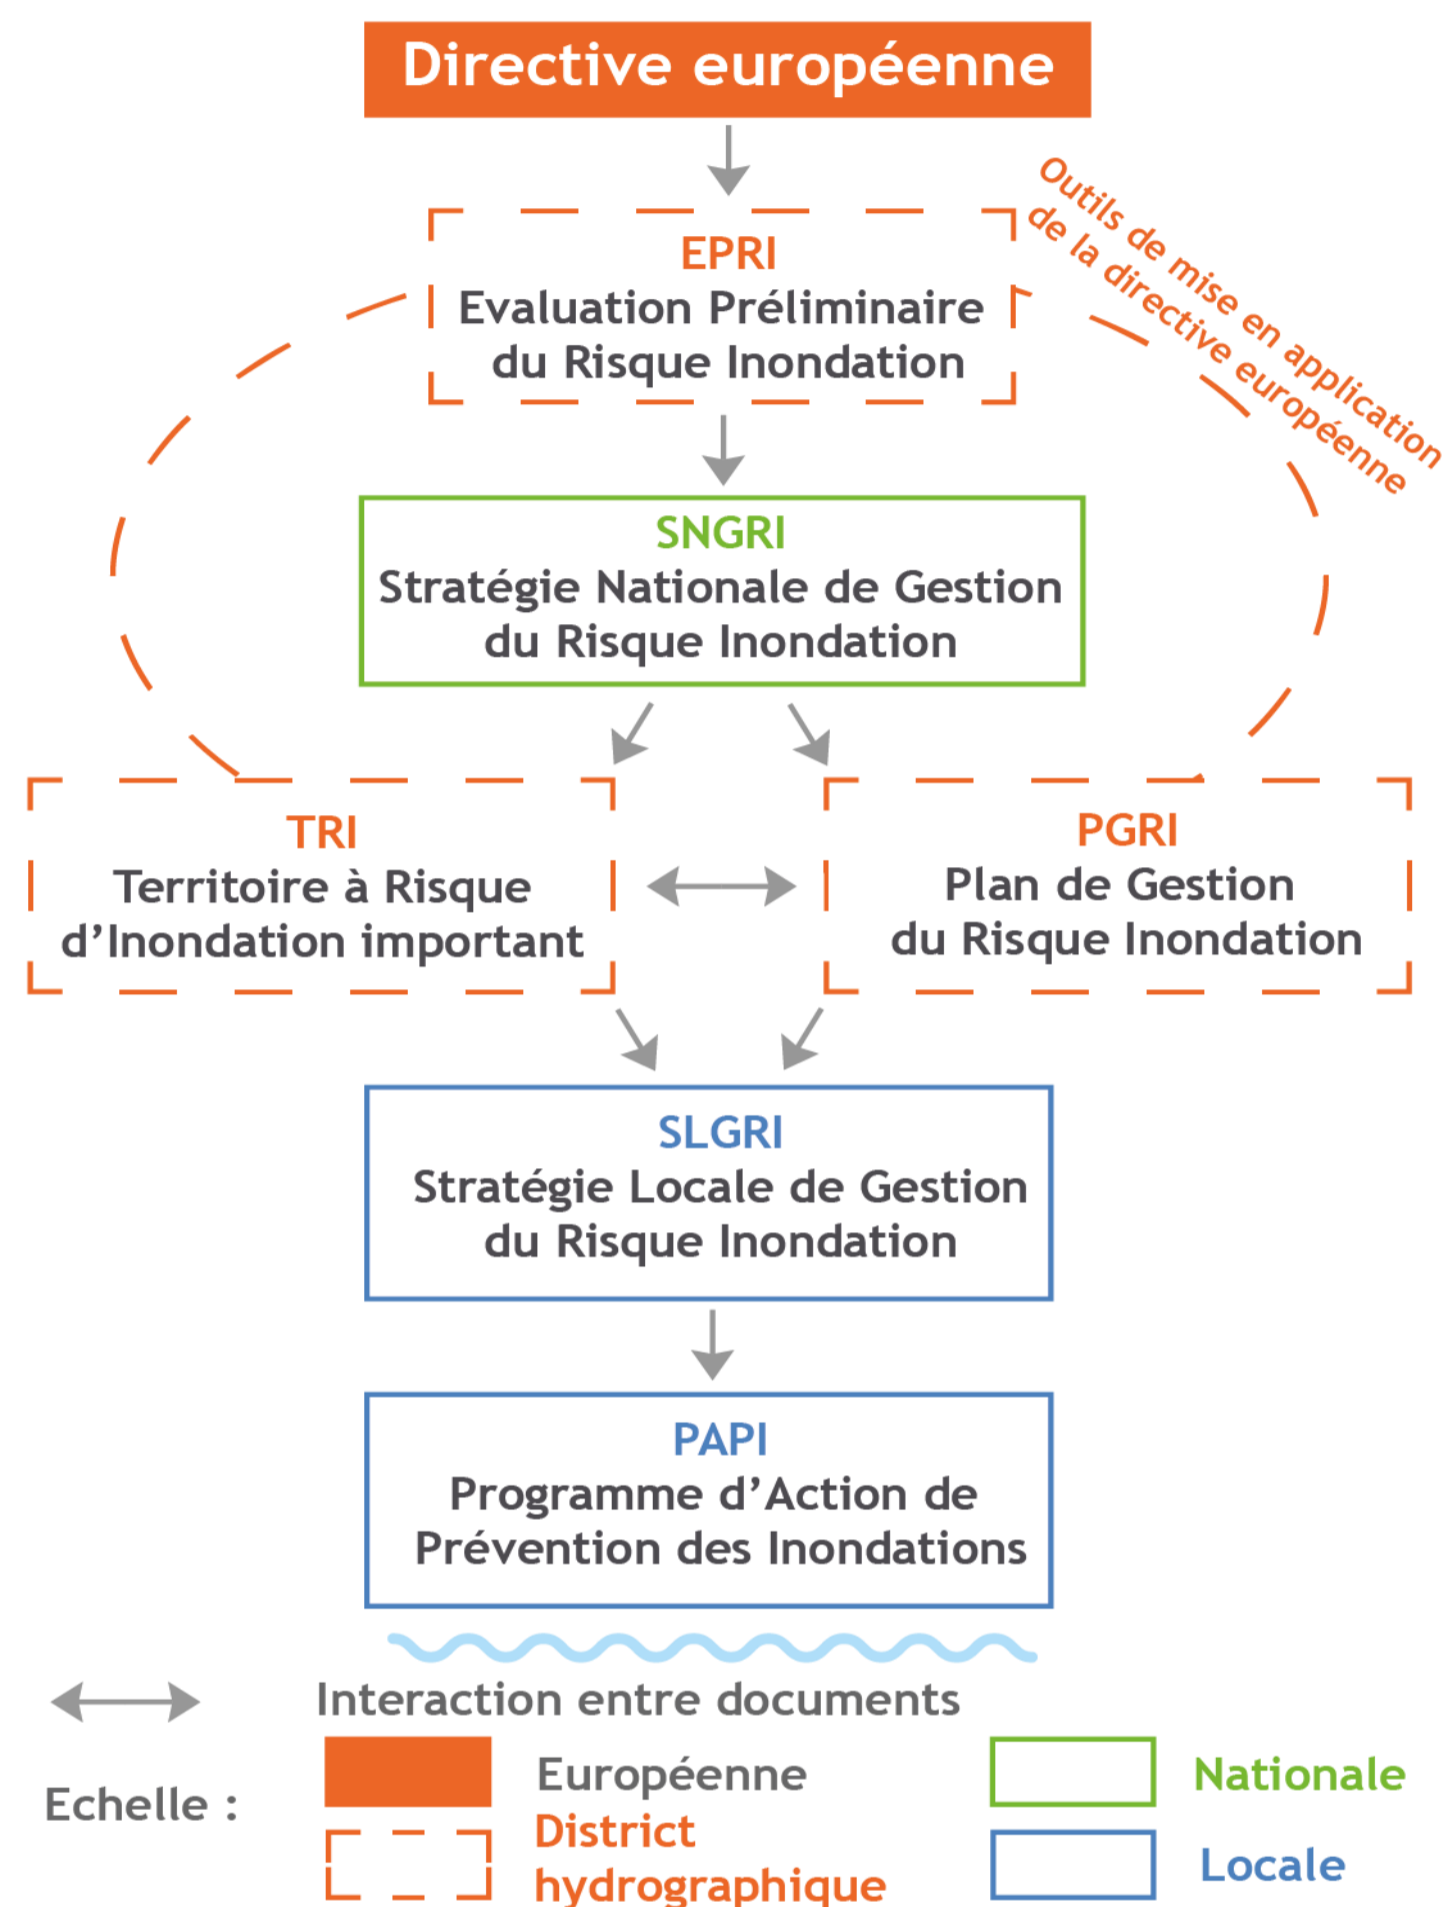 Directive européenne
Outils de mise en application
de la directive européenne
EPRI
Evaluation Préliminaire
du Risque Inondation
SNGRI
Stratégie Nationale de Gestion
du Risque Inondation
TRI
Territoire à Risque
d’Inondation important
PGRI
Plan de Gestion
du Risque Inondation
SLGRI
Stratégie Locale de Gestion
du Risque Inondation
PAPI
Programme d’Action de
Prévention des Inondations
Interaction entre documents
Echelle :
Européenne
Nationale
District
hydrographique
Locale